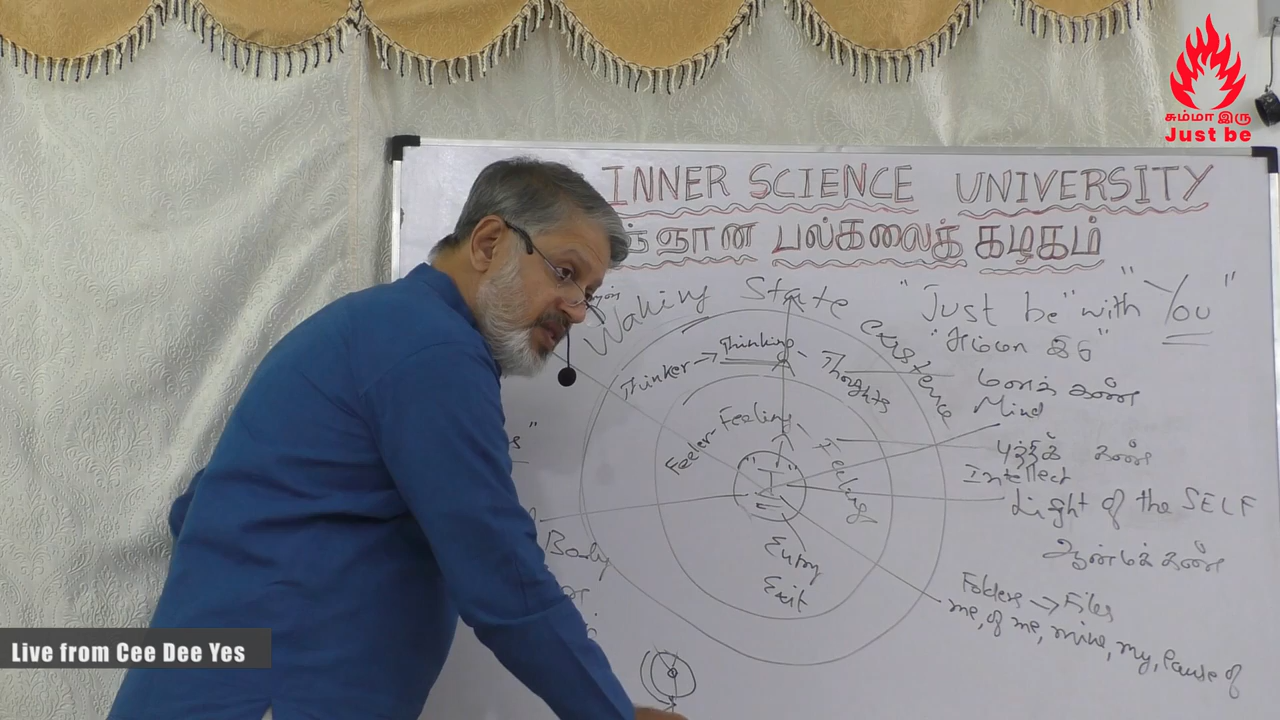 சும்மா இரு
Just be
INNER SCIENCE UNIVERSITY
ஞான பல்கலைக் கழகம்
Waking State
"Just be" with "You"
"சும்மா இரு"
existence
Thinker → Thinking - Thoughts
மனக் கண்
Mind
Feeler - Feeling - Feelings
புத்திக் கண்
Intellect
"I"
Light of the SELF
ஆன்மக் கண்
Body
Entry
Exit
Folders → Files
me, of me, mine, my, Cause of
Live from Cee Dee Yes